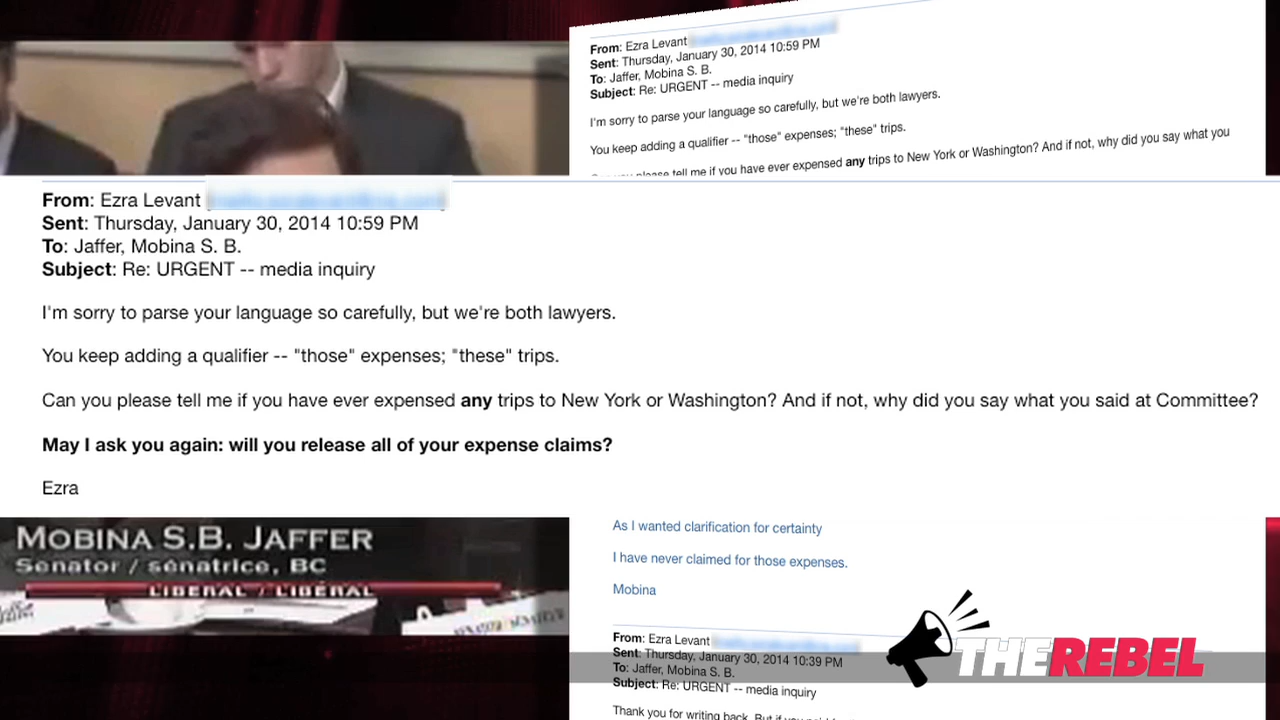 From: Ezra Levant
Sent: Thursday, January 30, 2014 10:59 PM
To: Jaffer, Mobina S. B.
Subject: Re: URGENT -- media inquiry
I'm sorry to parse your language so carefully, but we're both lawyers.
You keep adding a qualifier -- "those" expenses; "these" trips.
please tell me if you have ever expensed any trips to New York or Washington? And if not, why did you say what you
From: Ezra Levant
Sent: Thursday, January 30, 2014 10:59 PM
To: Jaffer, Mobina S. B.
Subject: Re: URGENT -- media inquiry
I'm sorry to parse your language so carefully, but we're both lawyers.
You keep adding a qualifier -- "those" expenses; "these" trips.
Can you please tell me if you have ever expensed any trips to New York or Washington? And if not, why did you say what you said at Committee?
May I ask you again: will you release all of your expense claims?
Ezra
MOBINA S.B. JAFFER
Senator / sénatrice, BC
LIBERAL / LIBÉRAL
As I wanted clarification for certainty
I have never claimed for those expenses.
Mobina
From: Ezra Levant
Sent: Thursday, January 30, 2014 10:39 PM
To: Jaffer, Mobina S. B.
Subject: Re: URGENT -- media inquiry
Thank you for writing back. But if you
THEREBEL